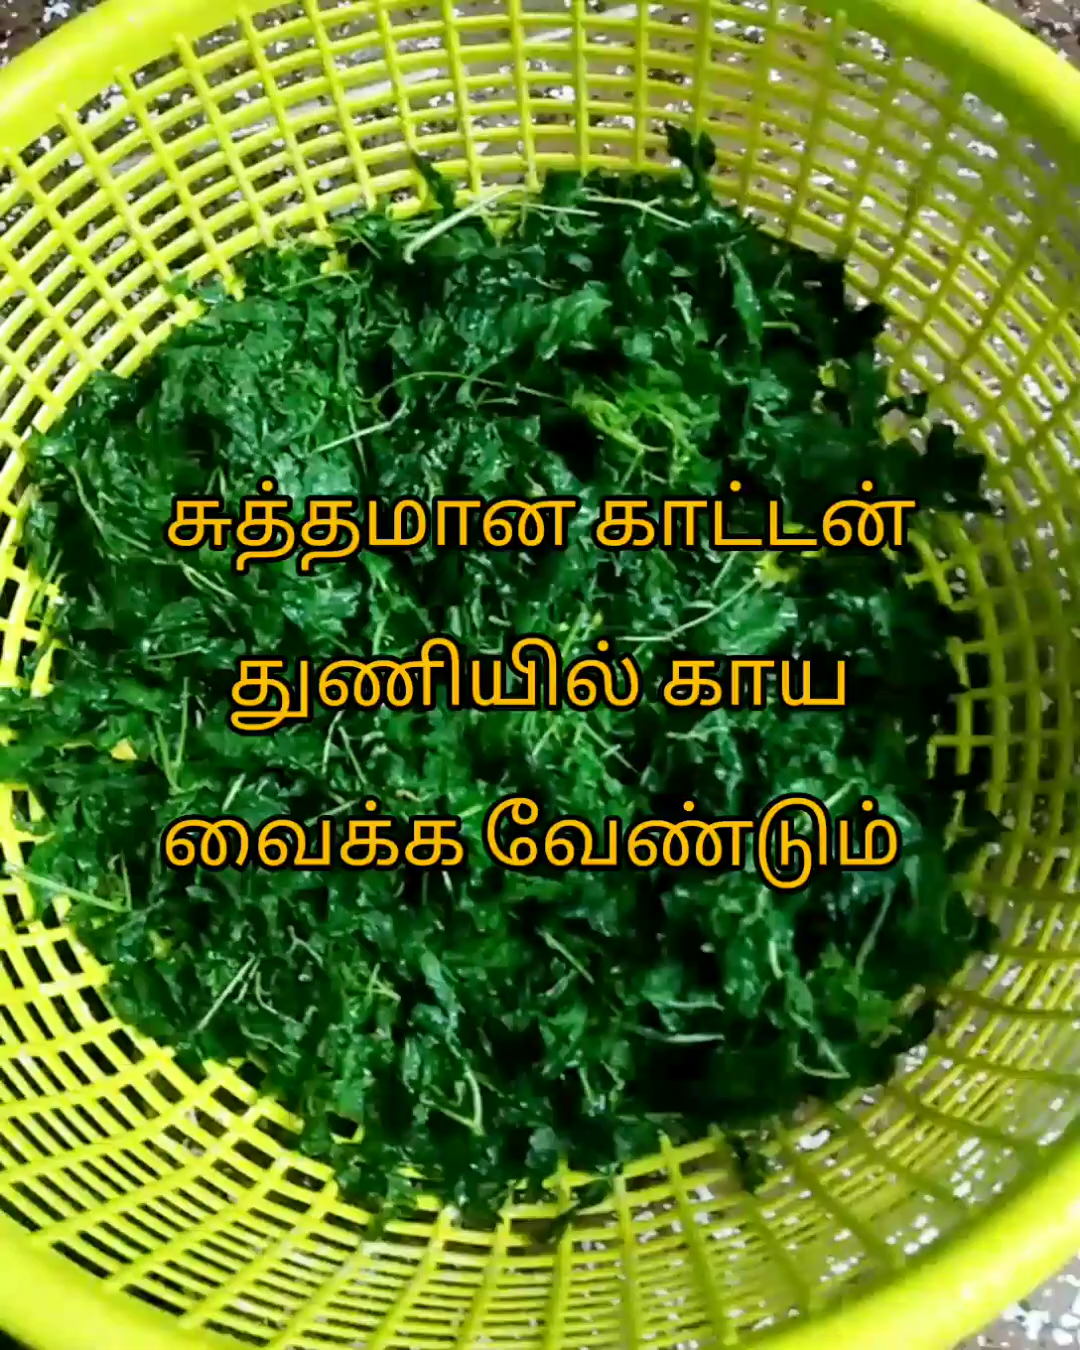 சுத்தமான காட்டன்
துணியில் காய
வைக்க வேண்டும்